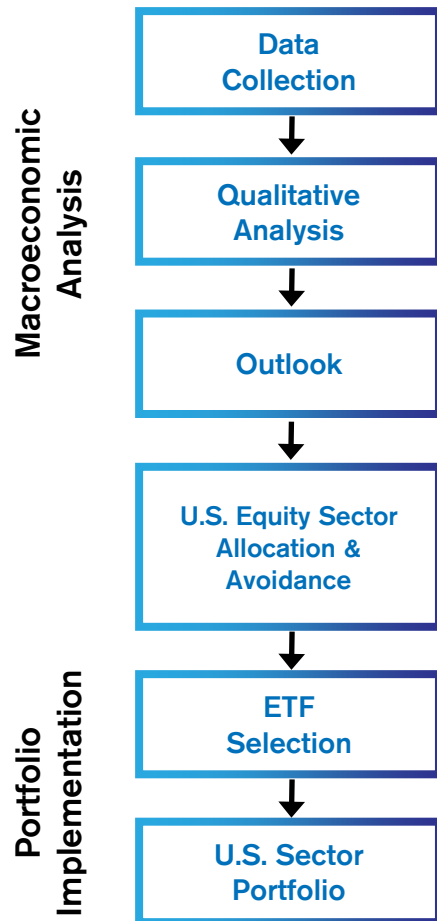 Macroeconomic
Analysis
Data
Collection
Qualitative
Analysis
Outlook
U.S. Equity Sector
Allocation &
Avoidance
Portfolio
Implementation
ETF
Selection
U.S. Sector
Portfolio